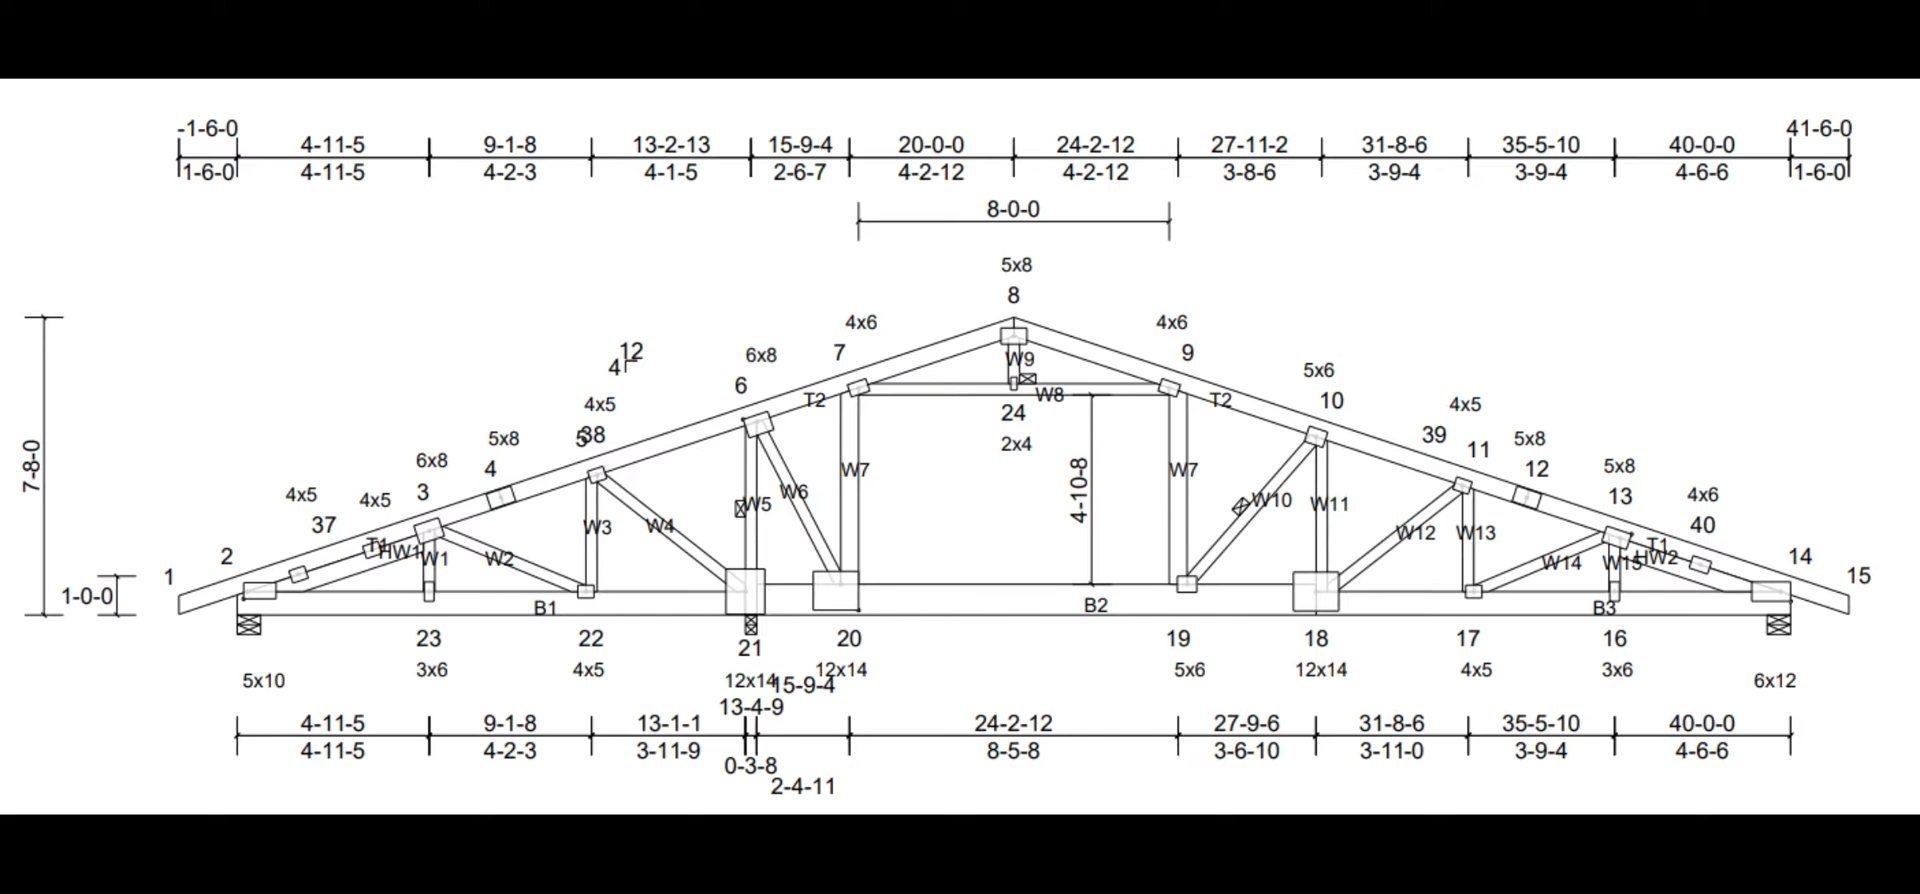 -1-6-0 4-11-5 9-1-8 13-2-13 15-9-4 20-0-0 24-2-12 27-11-2 31-8-6 35-5-10 40-0-0 41-6-0
1-6-0 4-11-5 4-2-3 4-1-5 2-6-7 4-2-12 4-2-12 3-8-6 3-9-4 3-9-4 4-6-6 1-6-0
8-0-0
5x8
8
4x6 4x6
12 6x8 7 W9 9
4 5x6
6 T2 W8 T2 10
4x5 24 4x5
5 38 2x4 39 11
5x8 5x8
6x8 4 W7 W7 12 5x8
4x5 4x5 3 W5 W6 4-10-8 W10 W11 13 4x6
37 W3 W4 W12 W13 40
7-8-0
2 T1 HW1 W1 W2 W14 W15 T1 HW2 14
1 15
1-0-0
B1 B2 B3
23 22 21 20 19 18 17 16
3x6 4x5 12x14 5x6 12x14 4x5 3x6
5x10 12x14 15-9-4 6x12
13-4-9
4-11-5 9-1-8 13-1-1 24-2-12 27-9-6 31-8-6 35-5-10 40-0-0
4-11-5 4-2-3 3-11-9 8-5-8 3-6-10 3-11-0 3-9-4 4-6-6
0-3-8
2-4-11